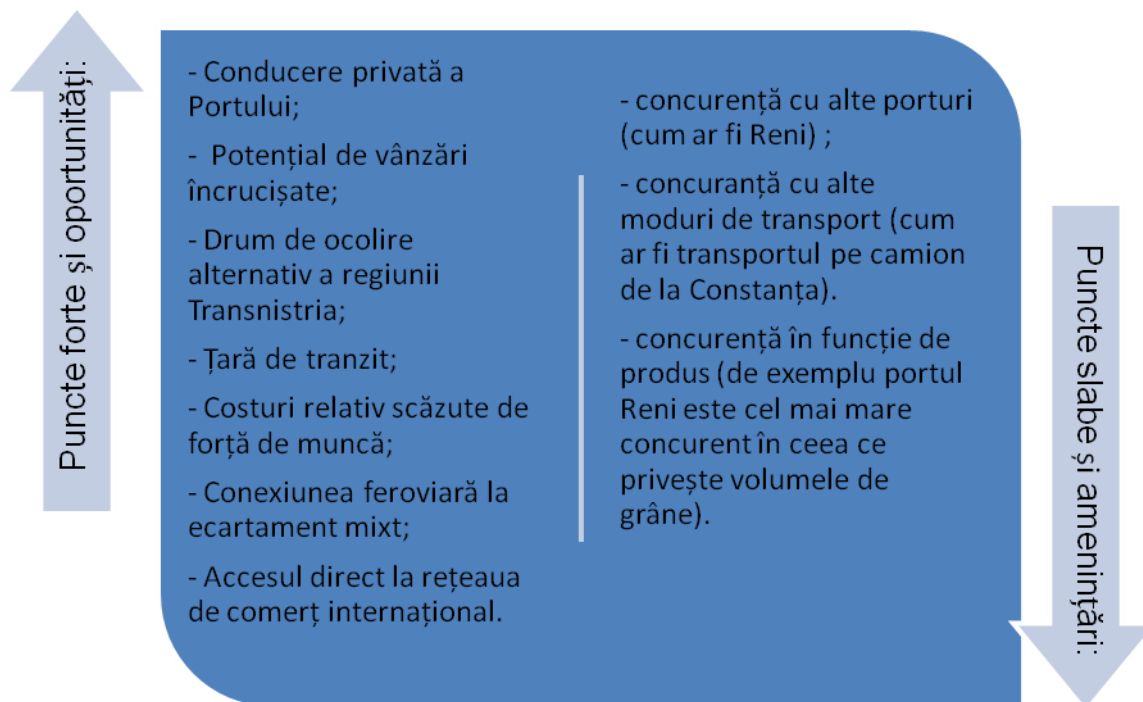 Puncte forte și oportunități:
- Conducere privată a
Portului;
- Potențial de vânzări
încrucișate;
- Drum de ocolire
alternativ a regiunii
Transnistria;
- Țară de tranzit;
- Costuri relativ scăzute de
forță de muncă;
- Conexiunea feroviară la
ecartament mixt;
- Accesul direct la rețeaua
de comerț internațional.
- concurență cu alte porturi
(cum ar fi Reni) ;
- concuranță cu alte
moduri de transport (cum
ar fi transportul pe camion
de la Constanța).
- concurență în funcție de
produs (de exemplu portul
Reni este cel mai mare
concurent în ceea ce
privește volumele de
grâne).
Puncte slabe și amenințări: